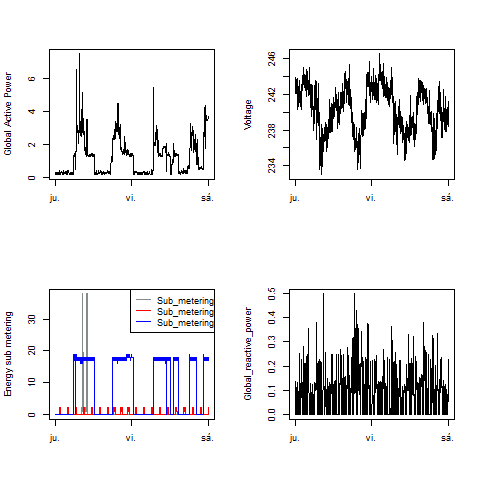 Global Active Power
6
4
2
0
ju.
vi.
sá.
Voltage
246
242
238
234
ju.
vi.
sá.
Energy sub metering
30
20
10
0
Sub_metering
Sub_metering
Sub_metering
ju.
vi.
sá.
Global_reactive_power
0.5
0.4
0.3
0.2
0.1
0.0
ju.
vi.
sá.